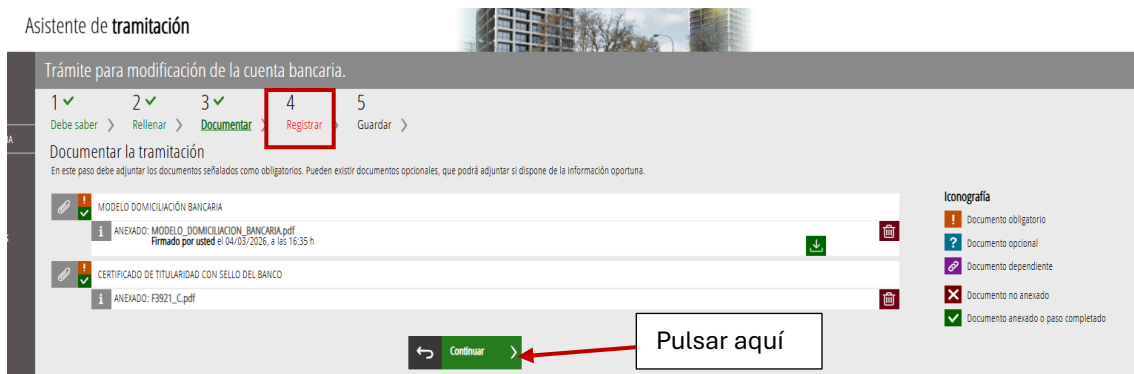 Asistente de tramitación
Trámite para modificación de la cuenta bancaria.
1 2 3 4 5
Debe saber Rellenar Documentar Registrar Guardar
Documentar la tramitación
En este paso debe adjuntar los documentos señalados como obligatorios. Pueden existir documentos opcionales, que podrá adjuntar si dispone de la información oportuna.
MODELO DOMICILIACIÓN BANCARIA
ANEXADO: MODELO_DOMICILIACION_BANCARIA.pdf
Firmado por usted el 04/03/2026, a las 16:35 h
CERTIFICADO DE TITULARIDAD CON SELLO DEL BANCO
ANEXADO: F3921_C.pdf
Continuar
Pulsar aquí
Iconografía
Documento obligatorio
Documento opcional
Documento dependiente
Documento no anexado
Documento anexado o paso completado